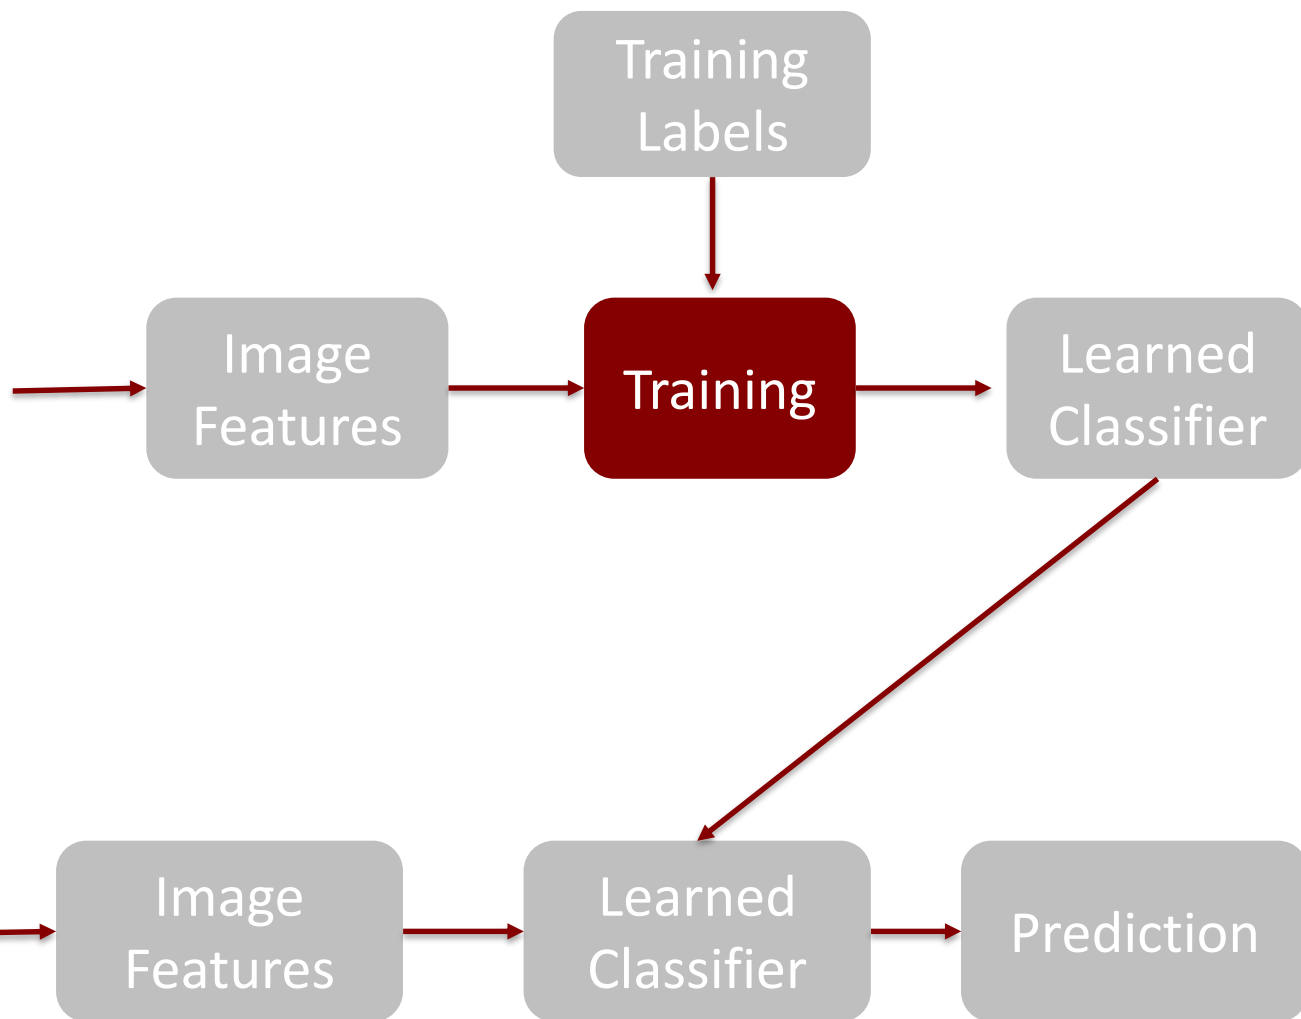 Training
Labels
Image
Features
Training
Learned
Classifier
Image
Features
Learned
Classifier
Prediction